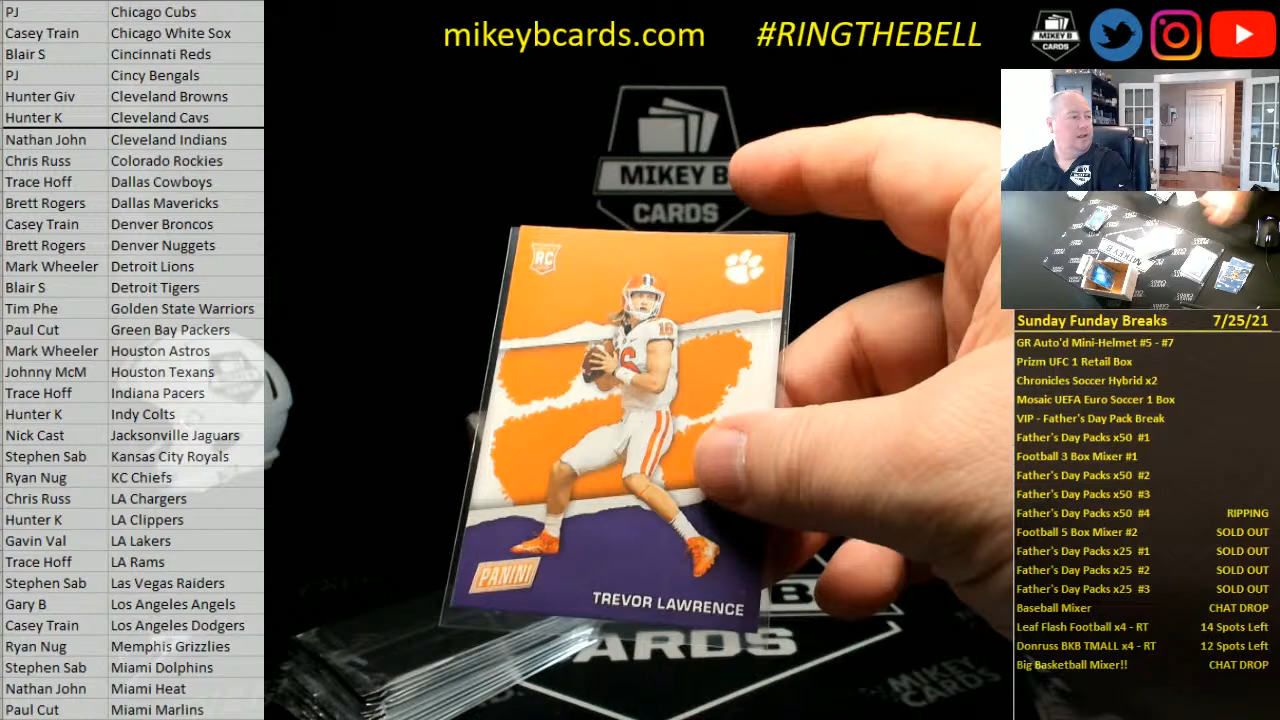 PJ Chicago Cubs
Casey Train Chicago White Sox
Blair S Cincinnati Reds
PJ Cincy Bengals
Hunter Giv Cleveland Browns
Hunter K Cleveland Cavs
Nathan John Cleveland Indians
Chris Russ Colorado Rockies
Trace Hoff Dallas Cowboys
Brett Rogers Dallas Mavericks
Casey Train Denver Broncos
Brett Rogers Denver Nuggets
Mark Wheeler Detroit Lions
Blair S Detroit Tigers
Tim Phe Golden State Warriors
Paul Cut Green Bay Packers
Mark Wheeler Houston Astros
Johnny McM Houston Texans
Trace Hoff Indiana Pacers
Hunter K Indy Colts
Nick Cast Jacksonville Jaguars
Stephen Sab Kansas City Royals
Ryan Nug KC Chiefs
Chris Russ LA Chargers
Hunter K LA Clippers
Gavin Val LA Lakers
Trace Hoff LA Rams
Stephen Sab Las Vegas Raiders
Gary B Los Angeles Angels
Casey Train Los Angeles Dodgers
Ryan Nug Memphis Grizzlies
Stephen Sab Miami Dolphins
Nathan John Miami Heat
Paul Cut Miami Marlins
mikeybcards.com #RINGTHEBELL
MIKEY B
CARDS
MIKEY B
CARDS
RC
16
PANINI
TREVOR LAWRENCE
CARDS
MIKEY
CARDS
Sunday Funday Breaks 7/25/21
GR Auto'd Mini-Helmet #5 - #7
Prizm UFC 1 Retail Box
Chronicles Soccer Hybrid x2
Mosaic UEFA Euro Soccer 1 Box
VIP - Father's Day Pack Break
Father's Day Packs x50 #1
Football 3 Box Mixer #1
Father's Day Packs x50 #2
Father's Day Packs x50 #3
Father's Day Packs x50 #4 RIPPING
Football 5 Box Mixer #2 SOLD OUT
Father's Day Packs x25 #1 SOLD OUT
Father's Day Packs x25 #2 SOLD OUT
Father's Day Packs x25 #3 SOLD OUT
Baseball Mixer CHAT DROP
Leaf Flash Football x4 - RT 14 Spots Left
Donruss BKB TMALL x4 - RT 12 Spots Left
Big Basketball Mixer!! CHAT DROP